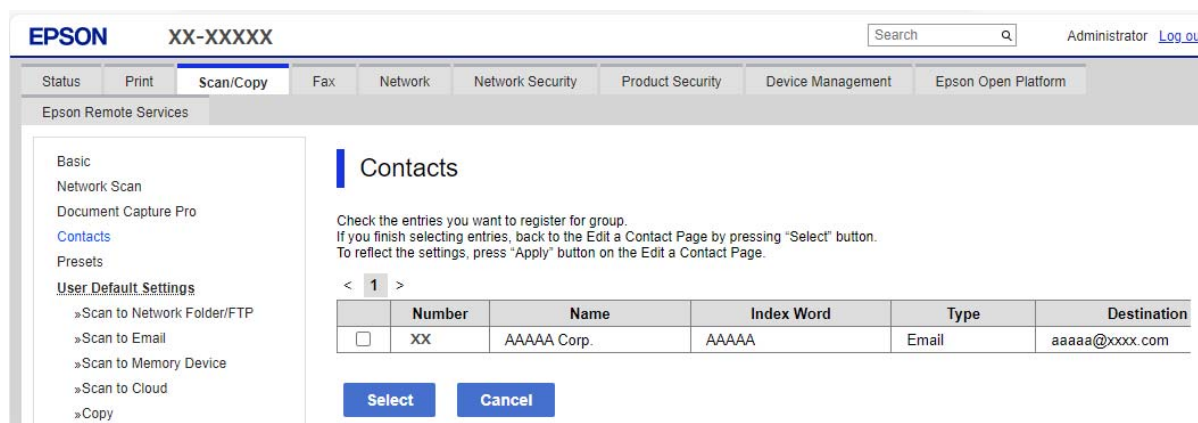 EPSON XX-XXXXX Search Administrator
Status Print Scan/Copy Fax Network Network Security Product Security Device Management Epson Open Platform
Epson Remote Services
Basic
Network Scan
Document Capture Pro
Contacts
Presets
User Default Settings
»Scan to Network Folder/FTP
»Scan to Email
»Scan to Memory Device
»Scan to Cloud
»Copy
Contacts
Check the entries you want to register for group.
If you finish selecting entries, back to the Edit a Contact Page by pressing “Select” button.
To reflect the settings, press “Apply” button on the Edit a Contact Page.
< 1 >
Number Name Index Word Type Destination
XX AAAAA Corp. AAAAA Email aaaaa@xxxx.com
Select Cancel